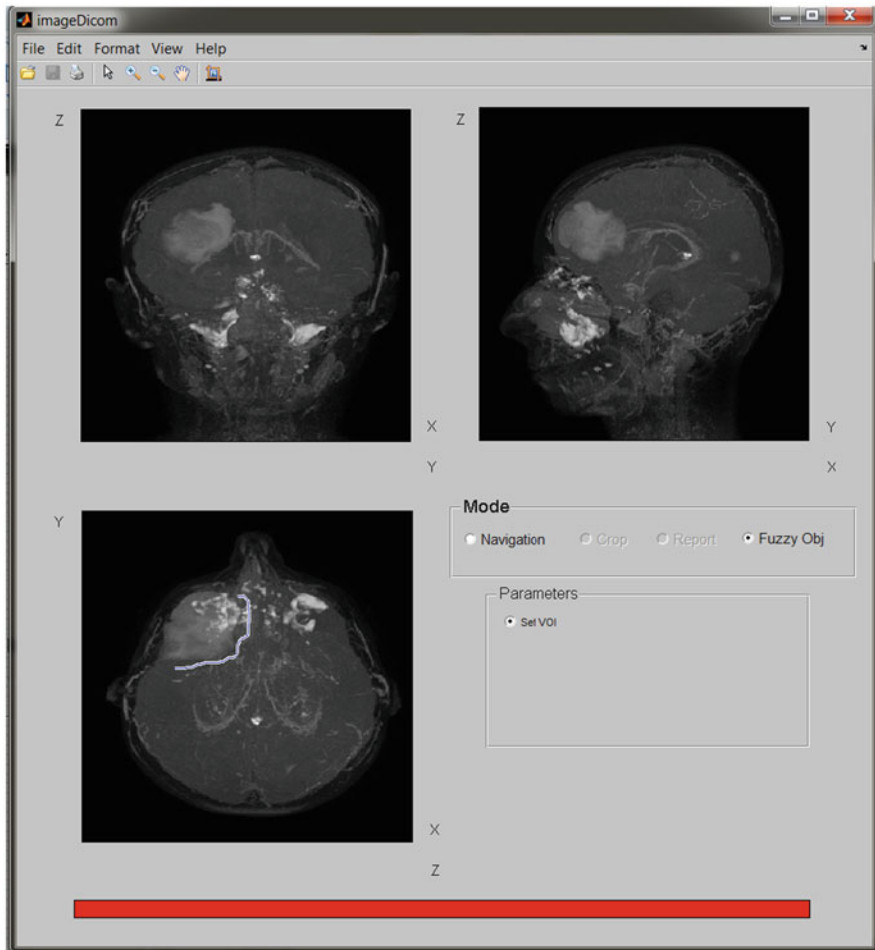 imageDicom
File Edit Format View Help
Z
Z
X
Y
Y
X
Y
Mode
Navigation Crop Report Fuzzy Obj
Parameters
Set VOI
X
Z